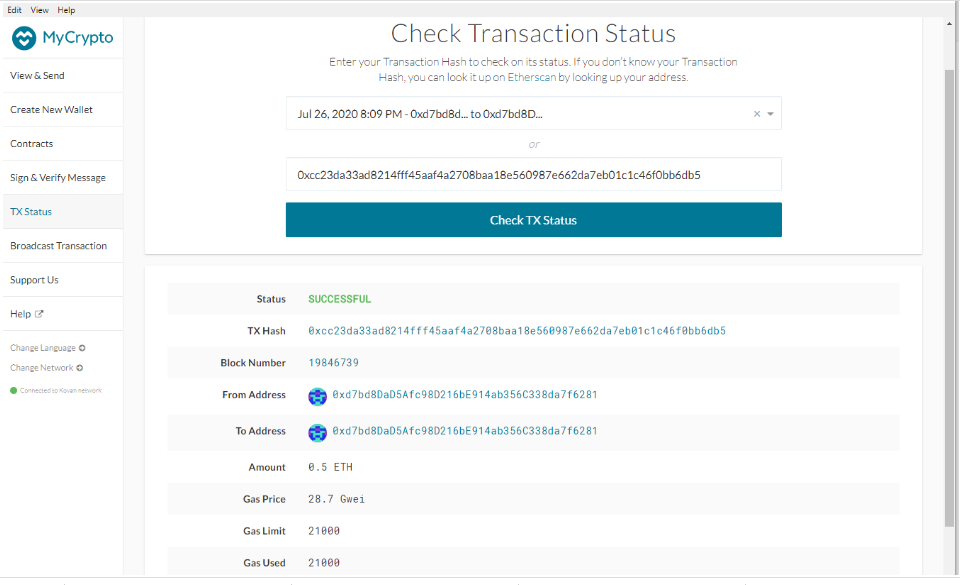 Edit View Help
MyCrypto
View & Send
Create New Wallet
Contracts
Sign & Verify Message
TX Status
Broadcast Transaction
Support Us
Help
Change Language
Change Network
Connected to Kovan network
Check Transaction Status
Enter your Transaction Hash to check on its status. If you don't know your Transaction
Hash, you can look it up on Etherscan by looking up your address.
Jul 26, 2020 8:09 PM - 0xd7bd8d... to 0xd7bd8D...
or
0xcc23da33ad8214fff45aaf4a2708baa18e560987e662da7eb01c1c46f0bb6db5
Check TX Status
Status SUCCESSFUL
TX Hash 0xcc23da33ad8214fff45aaf4a2708baa18e560987e662da7eb01c1c46f0bb6db5
Block Number 19846739
From Address 0xd7bd8DaD5Afc98D216bE914ab356C338da7f6281
To Address 0xd7bd8DaD5Afc98D216bE914ab356C338da7f6281
Amount 0.5 ETH
Gas Price 28.7 Gwei
Gas Limit 21000
Gas Used 21000